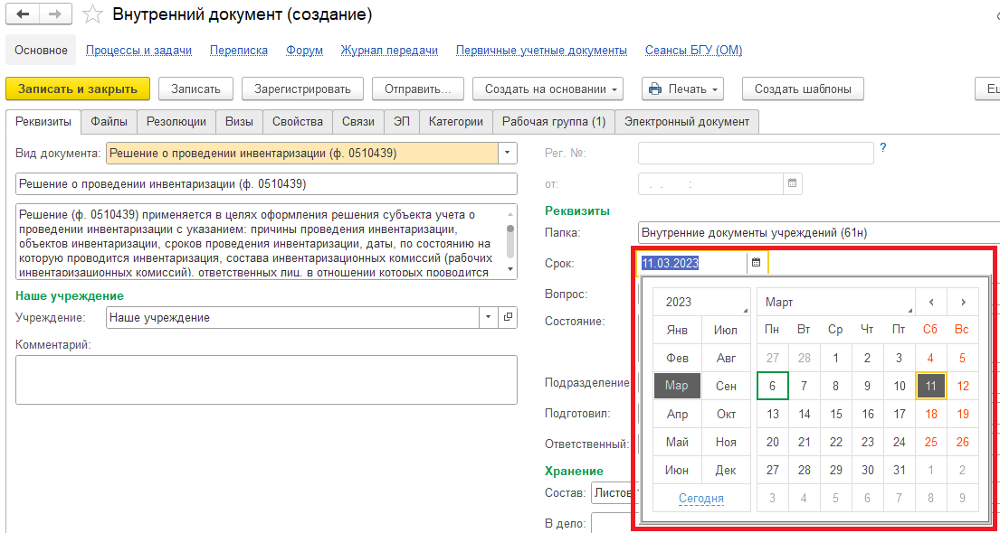 Внутренний документ (создание)
Основное Процессы и задачи Переписка Форум Журнал передачи Первичные учетные документы Сеансы БГУ (ОМ)
Записать и закрыть Записать Зарегистрировать Отправить... Создать на основании Печать Создать шаблоны
Реквизиты Файлы Резолюции Визы Свойства Связи ЭП Категории Рабочая группа (1) Электронный документ
Вид документа: Решение о проведении инвентаризации (ф. 0510439)
Решение о проведении инвентаризации (ф. 0510439)
Решение (ф. 0510439) применяется в целях оформления решения субъекта учета о
проведении инвентаризации с указанием: причины проведения инвентаризации,
объектов инвентаризации, сроков проведения инвентаризации, даты, по состоянию на
которую проводится инвентаризация, состава инвентаризационных комиссий (рабочих
инвентаризационных комиссий), ответственных лиц, в отношении которых проводится
Наше учреждение
Учреждение: Наше учреждение
Комментарий:
Рег. №: ?
от: . . :
Реквизиты
Папка: Внутренние документы учреждений (61н)
Срок: 11.03.2023
Вопрос:
Состояние:
Подразделение
Подготовил:
Ответственный:
Хранение
Состав: Листов
В дело:
2023 Март ‹ ›
Янв Июл Пн Вт Ср Чт Пт Сб Вс
Фев Авг 27 28 1 2 3 4 5
Мар Сен 6 7 8 9 10 11 12
Апр Окт 13 14 15 16 17 18 19
Май Ноя 20 21 22 23 24 25 26
Июн Дек 27 28 29 30 31 1 2
Сегодня 3 4 5 6 7 8 9